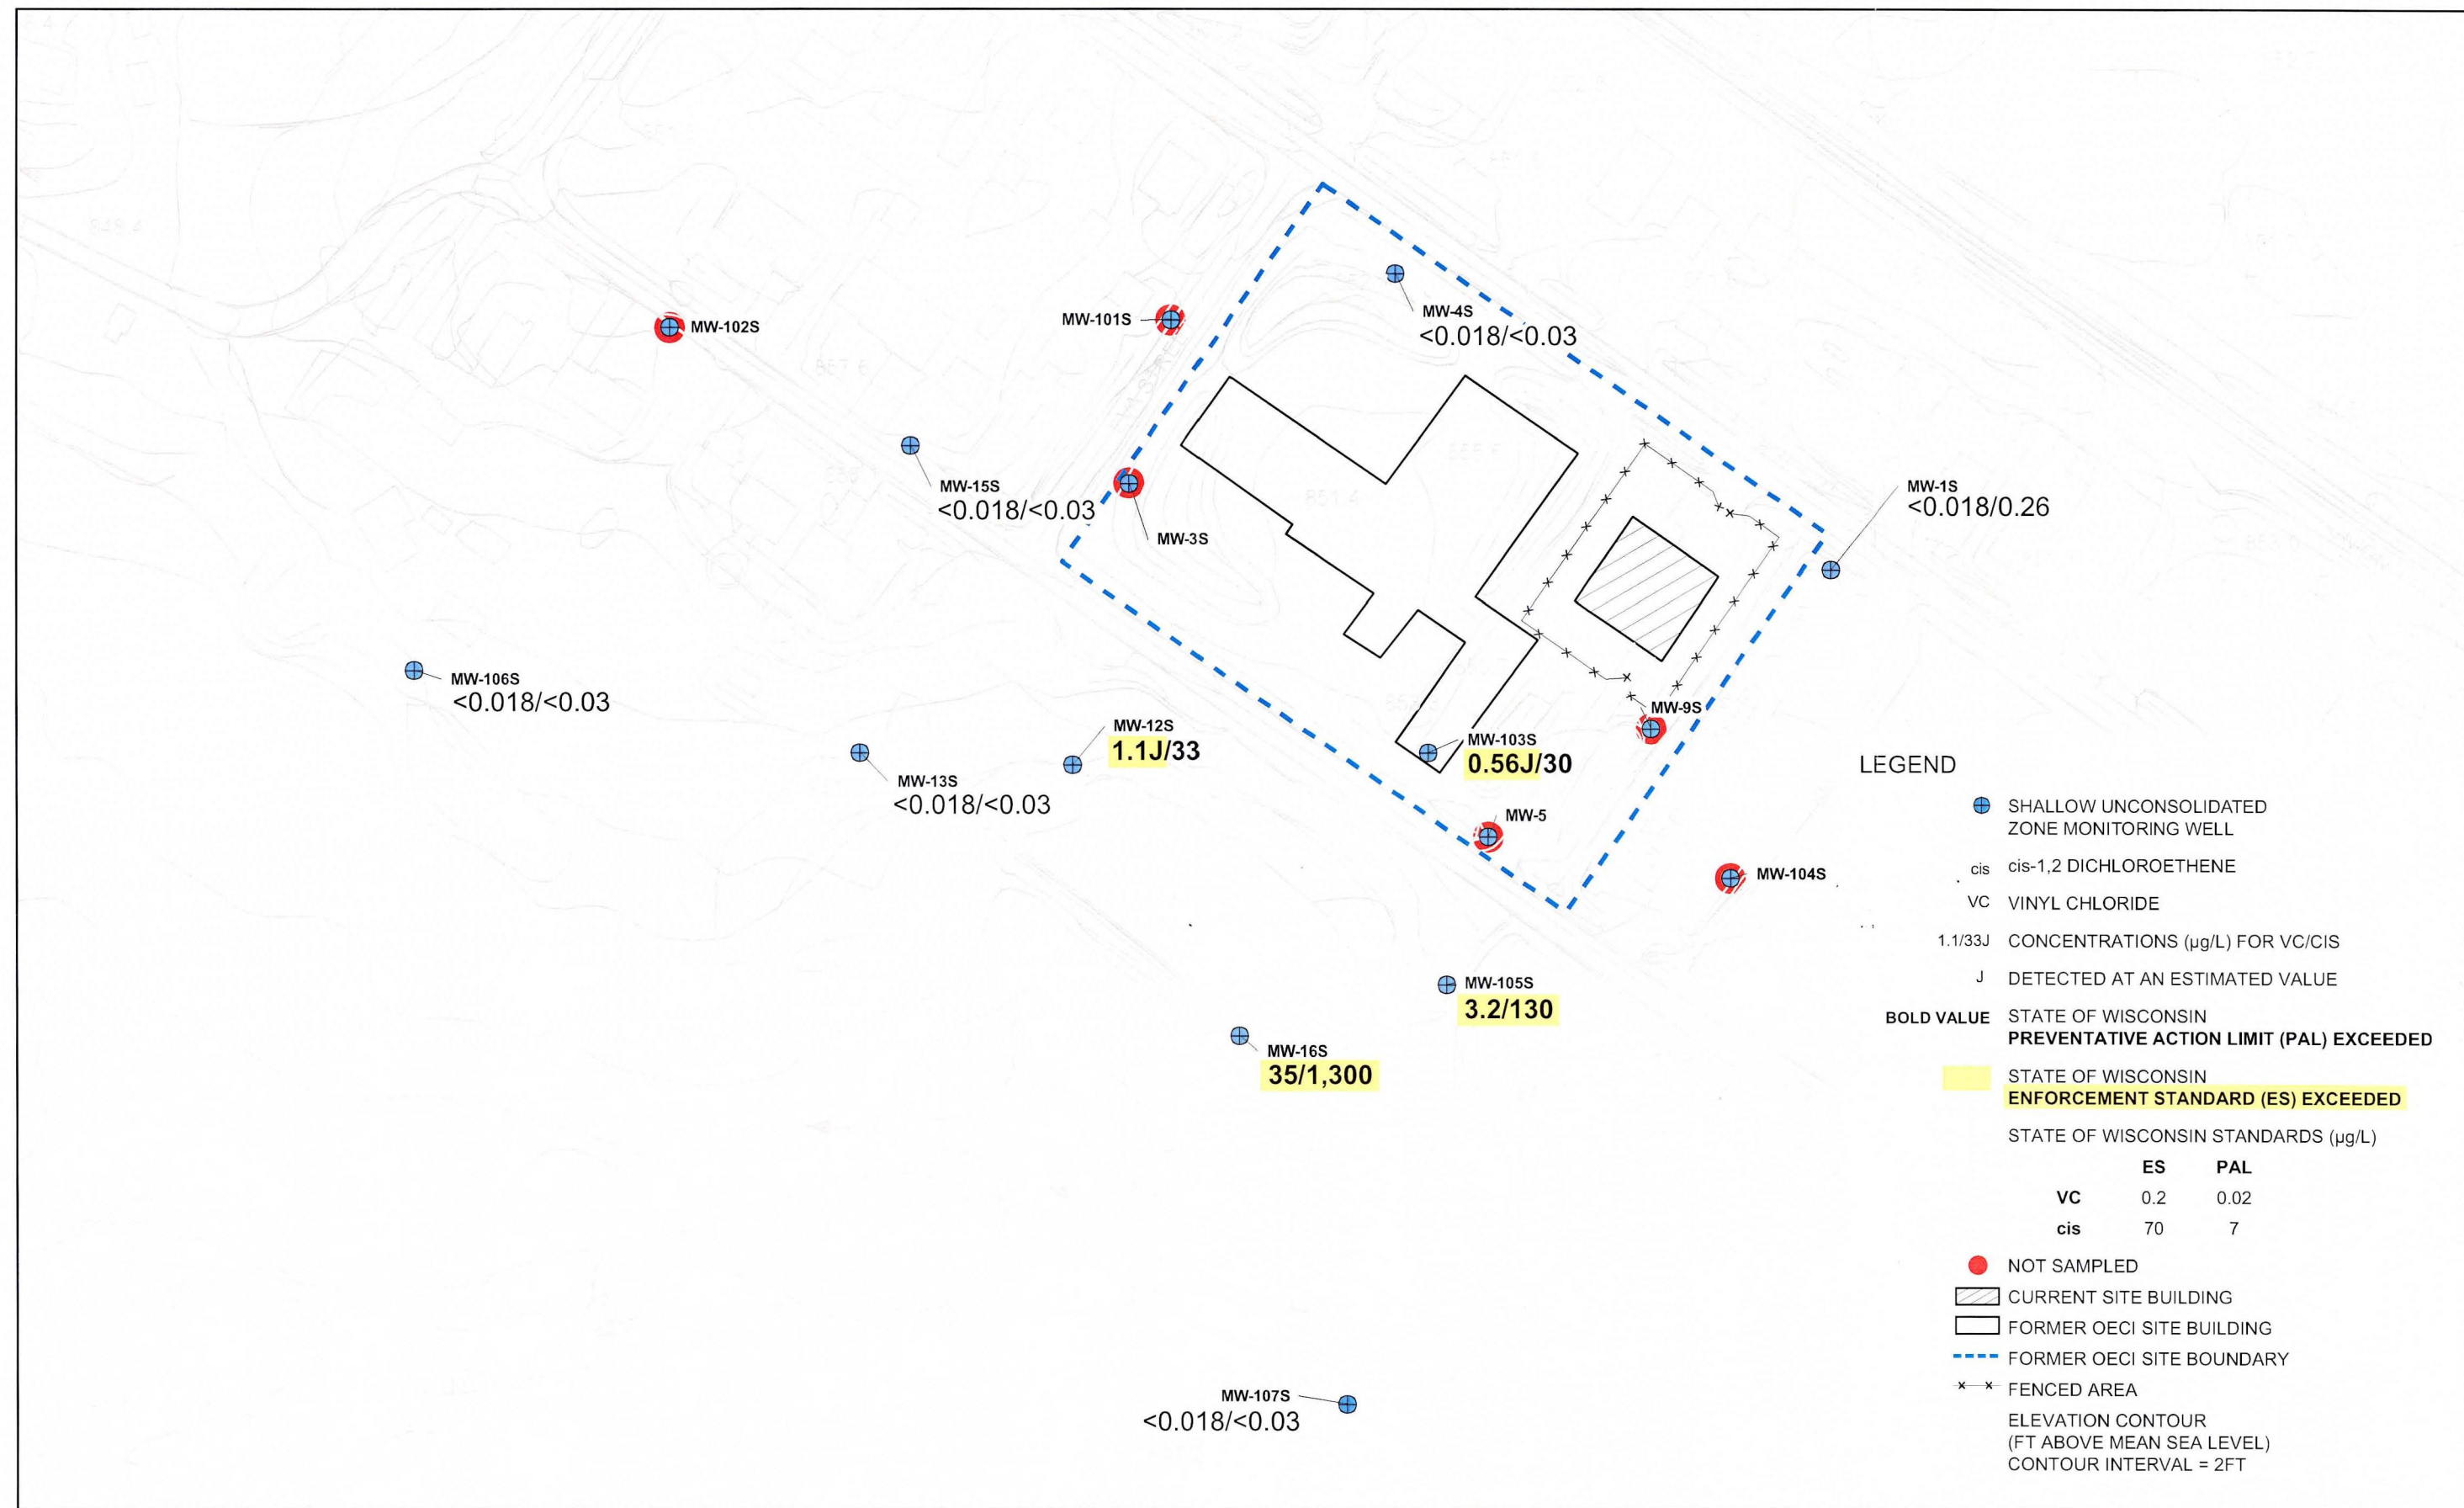 MW-102S
MW-101S
MW-4S
<0.018/<0.03
MW-15S
<0.018/<0.03
MW-3S
MW-1S
<0.018/0.26
MW-106S
<0.018/<0.03
MW-12S
1.1J/33
MW-13S
<0.018/<0.03
MW-103S
0.56J/30
MW-9S
MW-5
MW-104S
MW-105S
3.2/130
MW-16S
35/1,300
MW-107S
<0.018/<0.03
LEGEND
SHALLOW UNCONSOLIDATED
ZONE MONITORING WELL
cis cis-1,2 DICHLOROETHENE
VC VINYL CHLORIDE
1.1/33J CONCENTRATIONS (µg/L) FOR VC/CIS
J DETECTED AT AN ESTIMATED VALUE
BOLD VALUE STATE OF WISCONSIN
PREVENTATIVE ACTION LIMIT (PAL) EXCEEDED
STATE OF WISCONSIN
ENFORCEMENT STANDARD (ES) EXCEEDED
STATE OF WISCONSIN STANDARDS (µg/L)
ES PAL
VC 0.2 0.02
cis 70 7
NOT SAMPLED
CURRENT SITE BUILDING
FORMER OECI SITE BUILDING
FORMER OECI SITE BOUNDARY
FENCED AREA
ELEVATION CONTOUR
(FT ABOVE MEAN SEA LEVEL)
CONTOUR INTERVAL = 2FT